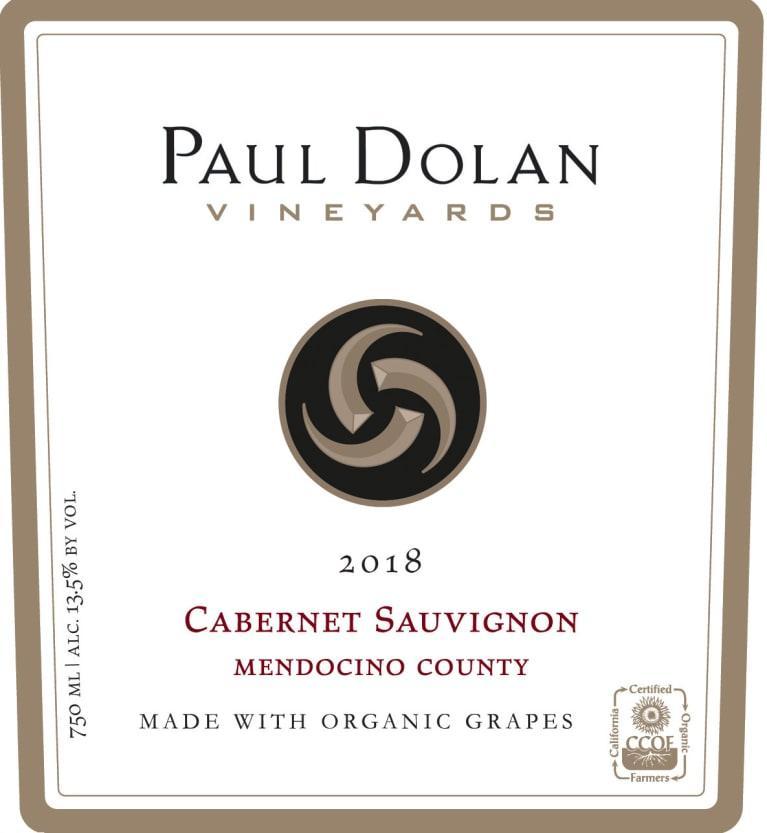 PAUL DOLAN
VINEYARDS
2018
CABERNET SAUVIGNON
MENDOCINO COUNTY
MADE WITH ORGANIC GRAPES
750 ML | ALC. 13.5% BY VOL.
Certified
California
Organic
CCOF
Farmers